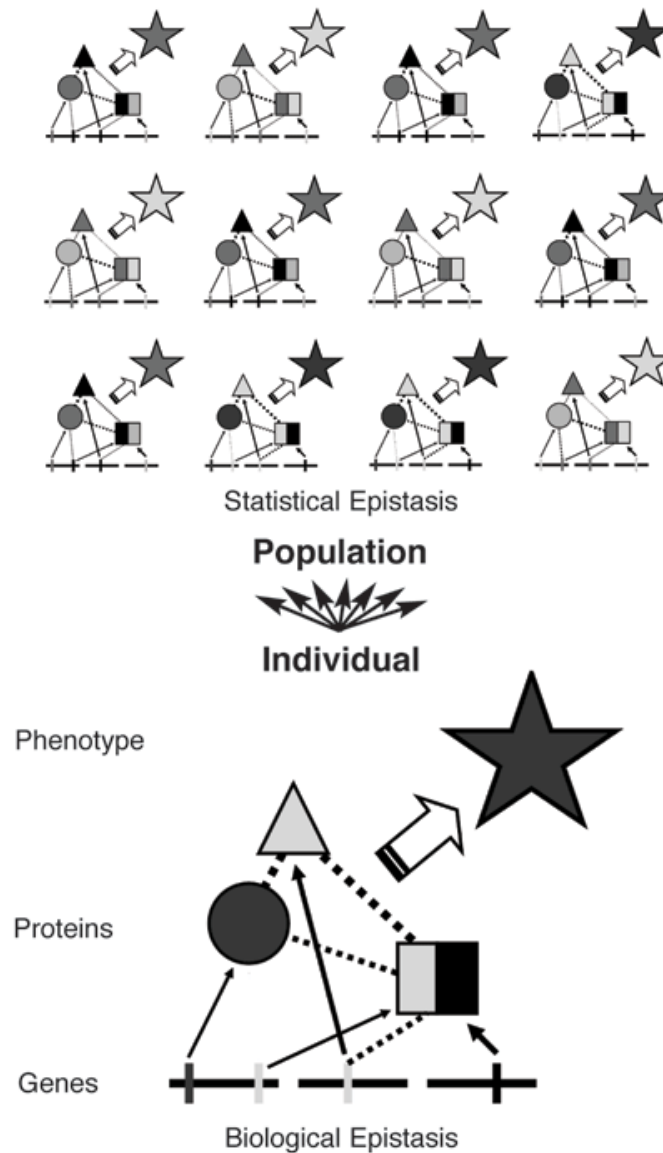 Statistical Epistasis
Population
Individual
Phenotype
Proteins
Genes
Biological Epistasis